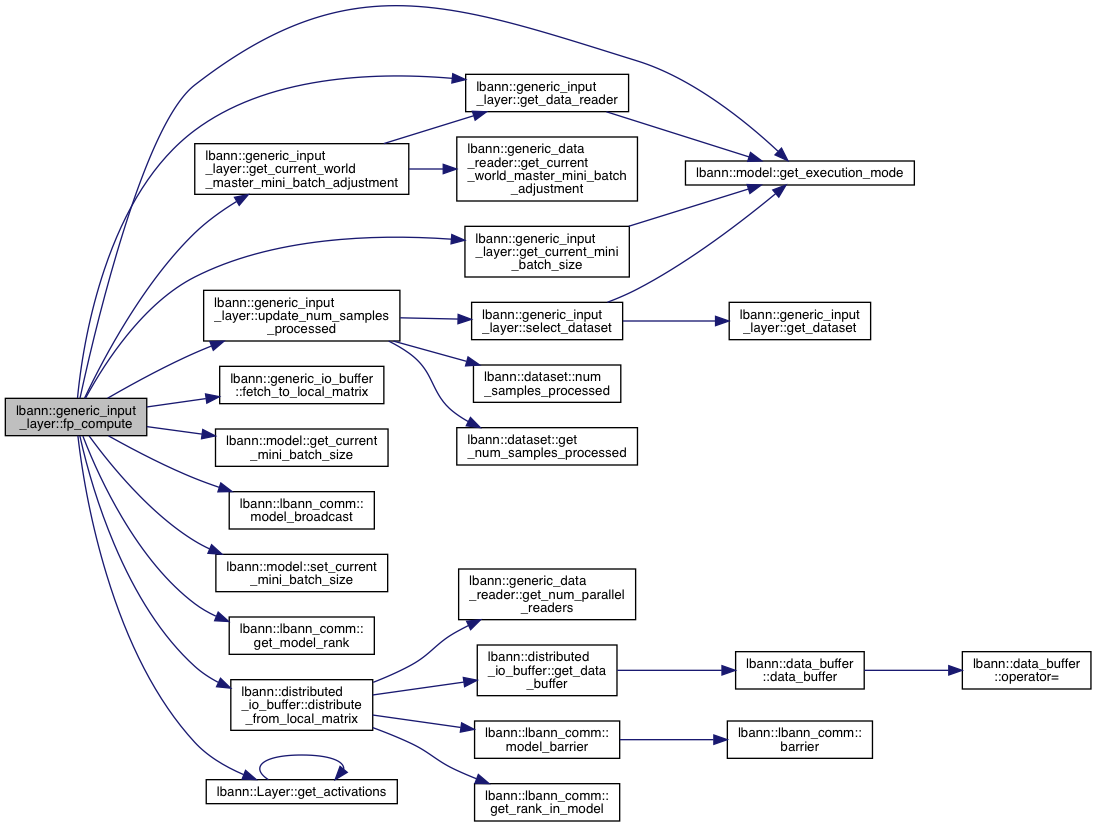 lbann::generic_input
_layer::fp_compute
lbann::generic_input
_layer::get_data_reader
lbann::generic_input
_layer::get_current_world
_master_mini_batch_adjustment
lbann::generic_data
_reader::get_current
_world_master_mini_batch
_adjustment
lbann::model::get_execution_mode
lbann::generic_input
_layer::get_current_mini
_batch_size
lbann::generic_input
_layer::update_num_samples
_processed
lbann::generic_input
_layer::select_dataset
lbann::generic_input
_layer::get_dataset
lbann::dataset::num
_samples_processed
lbann::generic_io_buffer
::fetch_to_local_matrix
lbann::dataset::get
_num_samples_processed
lbann::model::get_current
_mini_batch_size
lbann::lbann_comm::
model_broadcast
lbann::model::set_current
_mini_batch_size
lbann::generic_data
_reader::get_num_parallel
_readers
lbann::lbann_comm::
get_model_rank
lbann::distributed
_io_buffer::get_data
_buffer
lbann::data_buffer
::data_buffer
lbann::data_buffer
::operator=
lbann::distributed
_io_buffer::distribute
_from_local_matrix
lbann::lbann_comm::
model_barrier
lbann::lbann_comm::
barrier
lbann::Layer::get_activations
lbann::lbann_comm::
get_rank_in_model